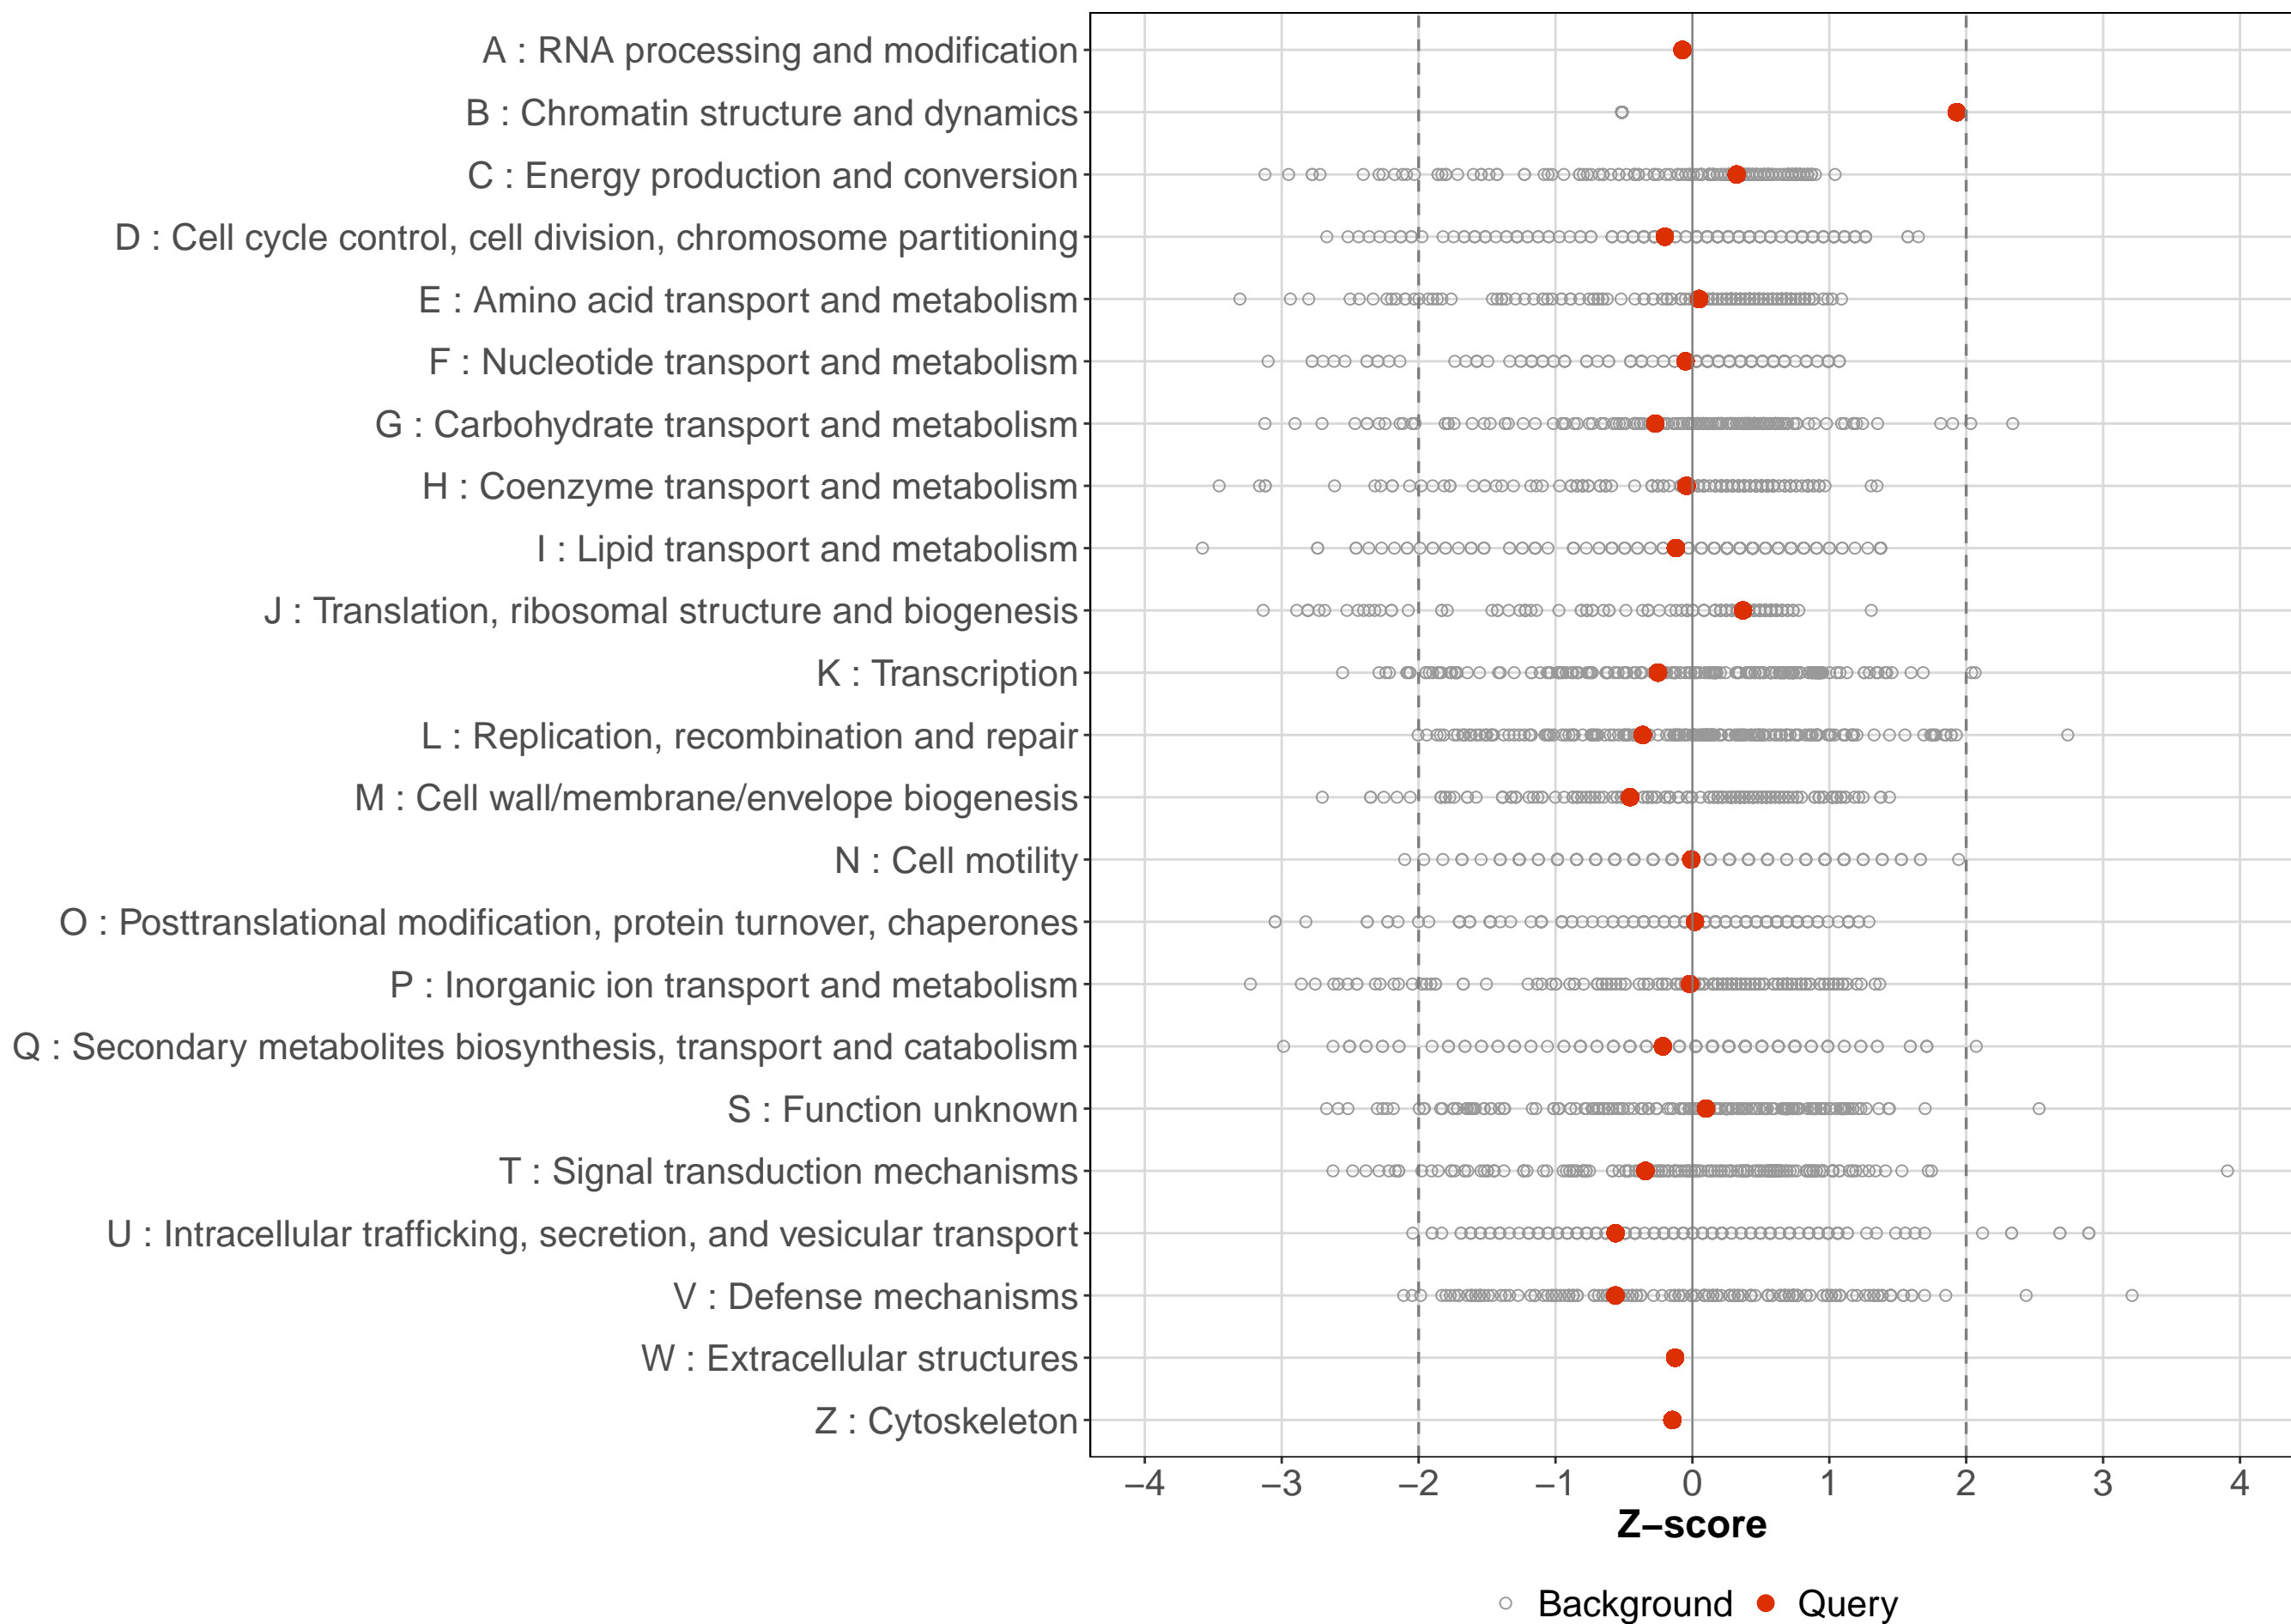 A : RNA processing and modification
B : Chromatin structure and dynamics
C : Energy production and conversion
D : Cell cycle control, cell division, chromosome partitioning
E : Amino acid transport and metabolism
F : Nucleotide transport and metabolism
G : Carbohydrate transport and metabolism
H : Coenzyme transport and metabolism
I : Lipid transport and metabolism
J : Translation, ribosomal structure and biogenesis
K : Transcription
L : Replication, recombination and repair
M : Cell wall/membrane/envelope biogenesis
N : Cell motility
O : Posttranslational modification, protein turnover, chaperones
P : Inorganic ion transport and metabolism
Q : Secondary metabolites biosynthesis, transport and catabolism
S : Function unknown
T : Signal transduction mechanisms
U : Intracellular trafficking, secretion, and vesicular transport
V : Defense mechanisms
W : Extracellular structures
Z : Cytoskeleton
−4 −3 −2 −1 0 1 2 3 4
Z−score
Background Query